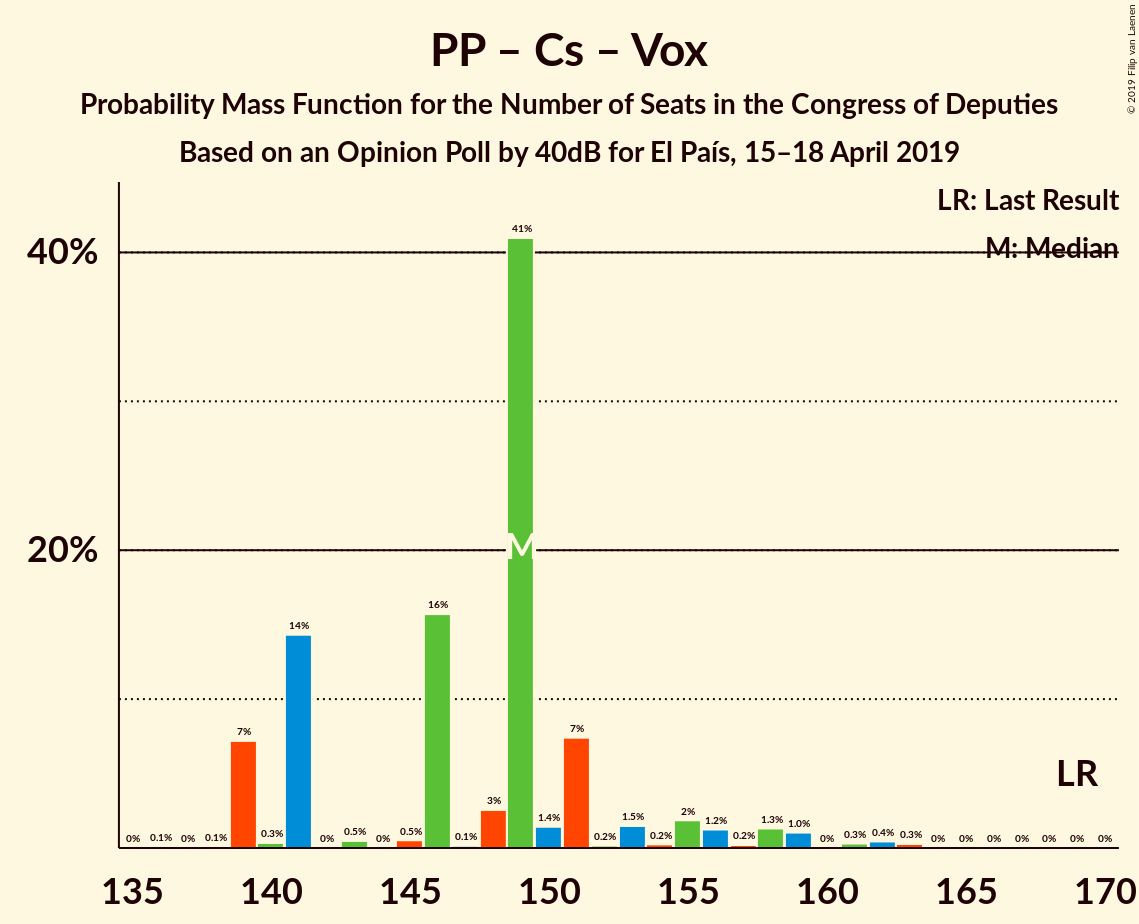 © 2019 Filip van Laenen
PP – Cs – Vox
Probability Mass Function for the Number of Seats in the Congress of Deputies
Based on an Opinion Poll by 40dB for El País, 15–18 April 2019
LR: Last Result
M: Median
40%
20%
41%
M
16%
14%
7%
7%
3%
LR
0% 0.1% 0% 0.1% 0.3% 0% 0.5% 0% 0.5% 0.1% 1.4% 0.2% 1.5% 0.2% 2% 1.2% 0.2% 1.3% 1.0% 0% 0.3% 0.4% 0.3% 0% 0% 0% 0% 0% 0% 0%
135 140 145 150 155 160 165 170